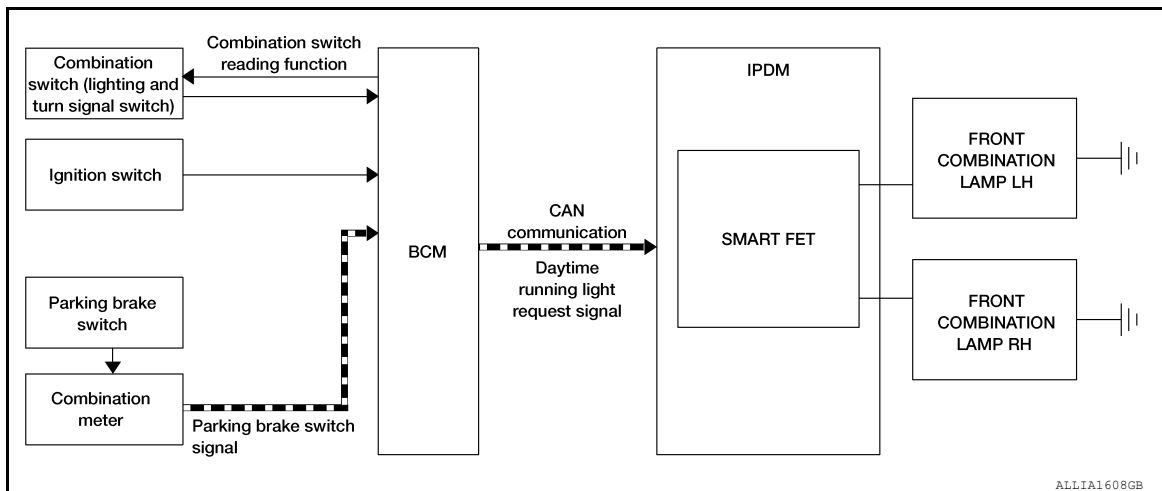 Combination
switch (lighting and
turn signal switch)
Combination switch
reading function
Ignition switch
Parking brake
switch
Combination
meter
Parking brake switch
signal
BCM
CAN
communication
Daytime
running light
request signal
IPDM
SMART FET
FRONT
COMBINATION
LAMP LH
FRONT
COMBINATION
LAMP RH
ALLIA1608GB